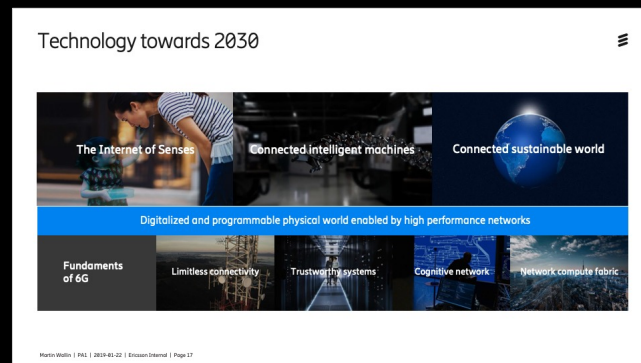 Technology towards 2030
The Internet of Senses
Connected intelligent machines
Connected sustainable world
Digitalized and programmable physical world enabled by high performance networks
Fundaments
of 6G
Limitless connectivity
Trustworthy systems
Cognitive network
Network compute fabric
Martin Wollin | PA1 | 2019-01-22 | Ericsson Internal | Page 17